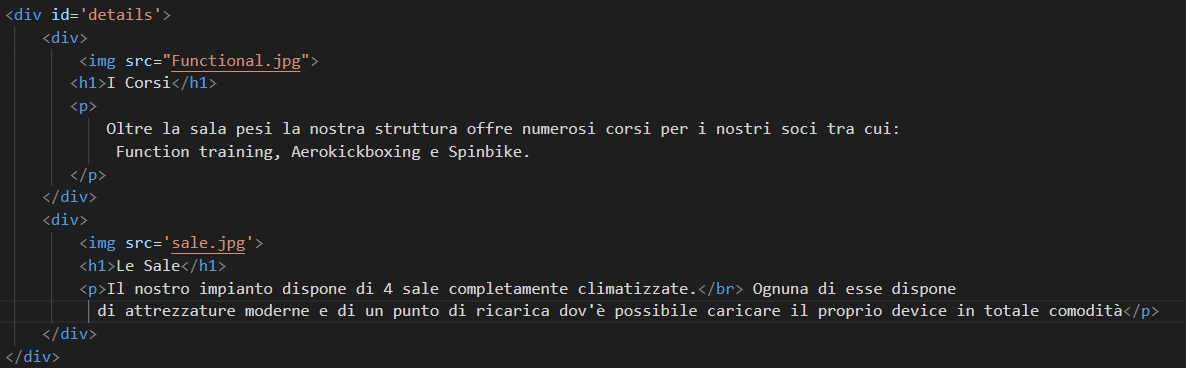 <div id='details'>
<div>
<img src="Functional.jpg">
<h1>I Corsi</h1>
<p>
Oltre la sala pesi la nostra struttura offre numerosi corsi per i nostri soci tra cui:
Function training, Aerokickboxing e Spinbike.
</p>
</div>
<div>
<img src='sale.jpg'>
<h1>Le Sale</h1>
<p>Il nostro impianto dispone di 4 sale completamente climatizzate.</br> Ognuna di esse dispone
di attrezzature moderne e di un punto di ricarica dov'è possibile caricare il proprio device in totale comodità</p>
</div>
</div>